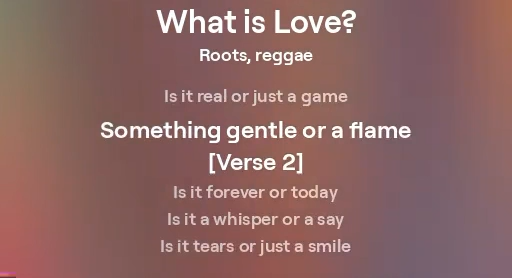 What is Love?
Roots, reggae
Is it real or just a game
Something gentle or a flame
[Verse 2]
Is it forever or today
Is it a whisper or a say
Is it tears or just a smile